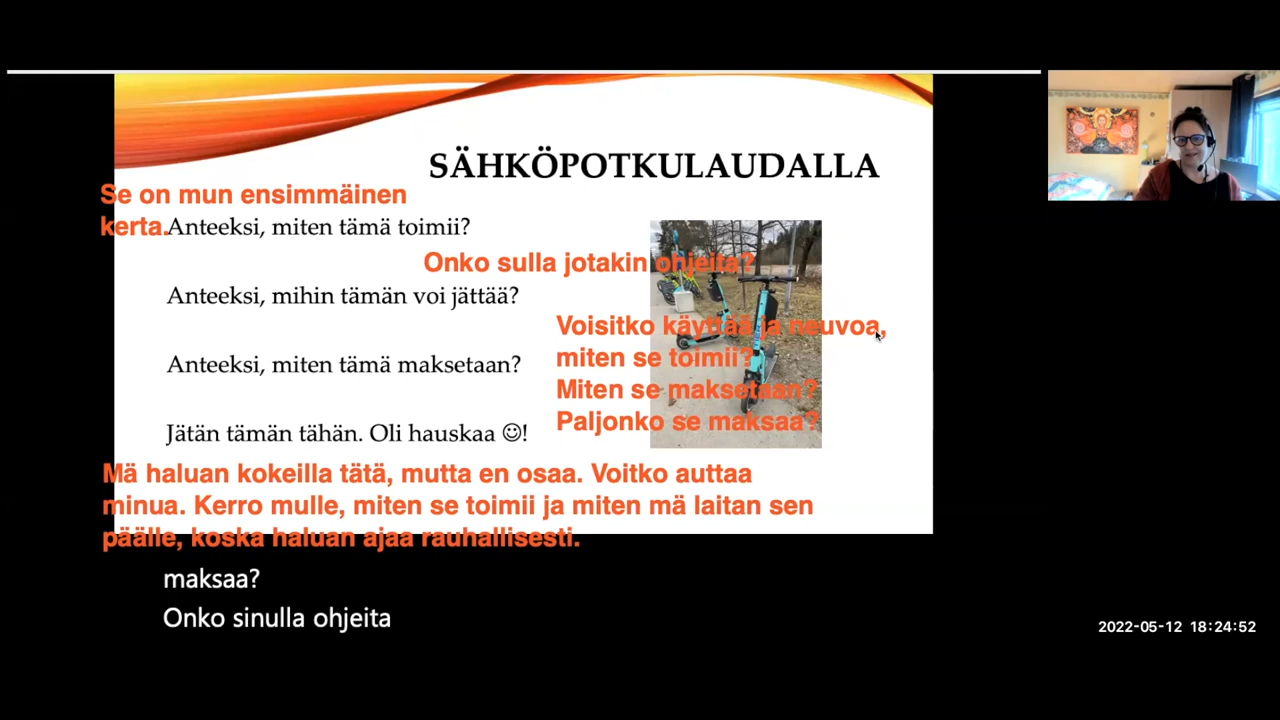 SÄHKÖPOTKULAUDALLA
Se on mun ensimmäinen
kerta.
Anteeksi, miten tämä toimii?
Onko sulla jotakin ohjeita?
Anteeksi, mihin tämän voi jättää?
Voisitko käyttää ja neuvoa,
miten se toimii?
Anteeksi, miten tämä maksetaan?
Miten se maksetaan?
Paljonko se maksaa?
Jätän tämän tähän. Oli hauskaa ☺!
Mä haluan kokeilla tätä, mutta en osaa. Voitko auttaa
minua. Kerro mulle, miten se toimii ja miten mä laitan sen
päälle, koska haluan ajaa rauhallisesti.
maksaa?
Onko sinulla ohjeita
2022-05-12 18:24:52